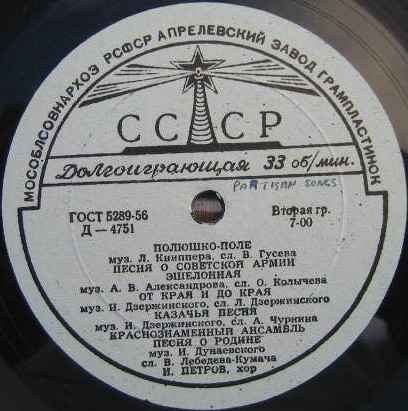 МОСОБЛСОВНАРХОЗ РСФСР АПРЕЛЕВСКИЙ ЗАВОД ГРАМПЛАСТИНОК
СССР
Долгоиграющая 33 об/мин.
PARTISAN SONGS
ГОСТ 5289-56
Д — 4751
Вторая гр.
7-00
ПОЛЮШКО-ПОЛЕ
муз. Л. Книппера, сл. В. Гусева
ПЕСНЯ О СОВЕТСКОЙ АРМИИ
ЭШЕЛОННАЯ
муз. А. В. Александрова, сл. О. Колычева
ОТ КРАЯ И ДО КРАЯ
муз. И. Дзержинского, сл. Л. Дзержинского
КАЗАЧЬЯ ПЕСНЯ
муз. И. Дзержинского, сл. А. Чуркина
КРАСНОЗНАМЕННЫЙ АНСАМБЛЬ
ПЕСНЯ О РОДИНЕ
муз. И. Дунаевского
сл. В. Лебедева-Кумача
И. ПЕТРОВ, хор